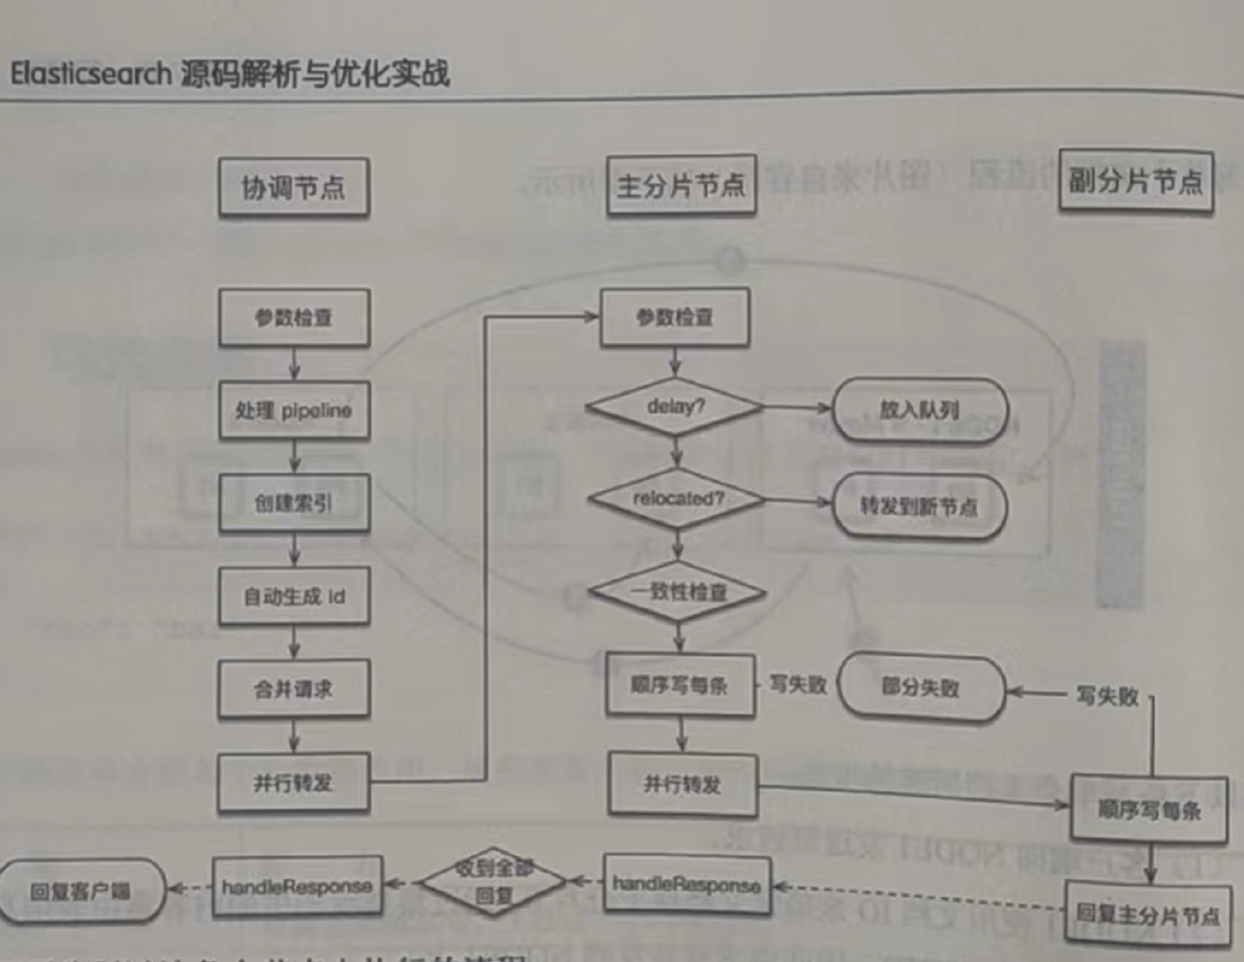 Elasticsearch 源码解析与优化实战
协调节点
主分片节点
副分片节点
参数检查
参数检查
处理 pipeline
delay?
放入队列
创建索引
relocated?
转发到新节点
自动生成 id
一致性检查
合并请求
顺序写每条
写失败
部分失败
写失败
并行转发
并行转发
顺序写每条
回复客户端
handleResponse
收到全部
回复
handleResponse
回复主分片节点